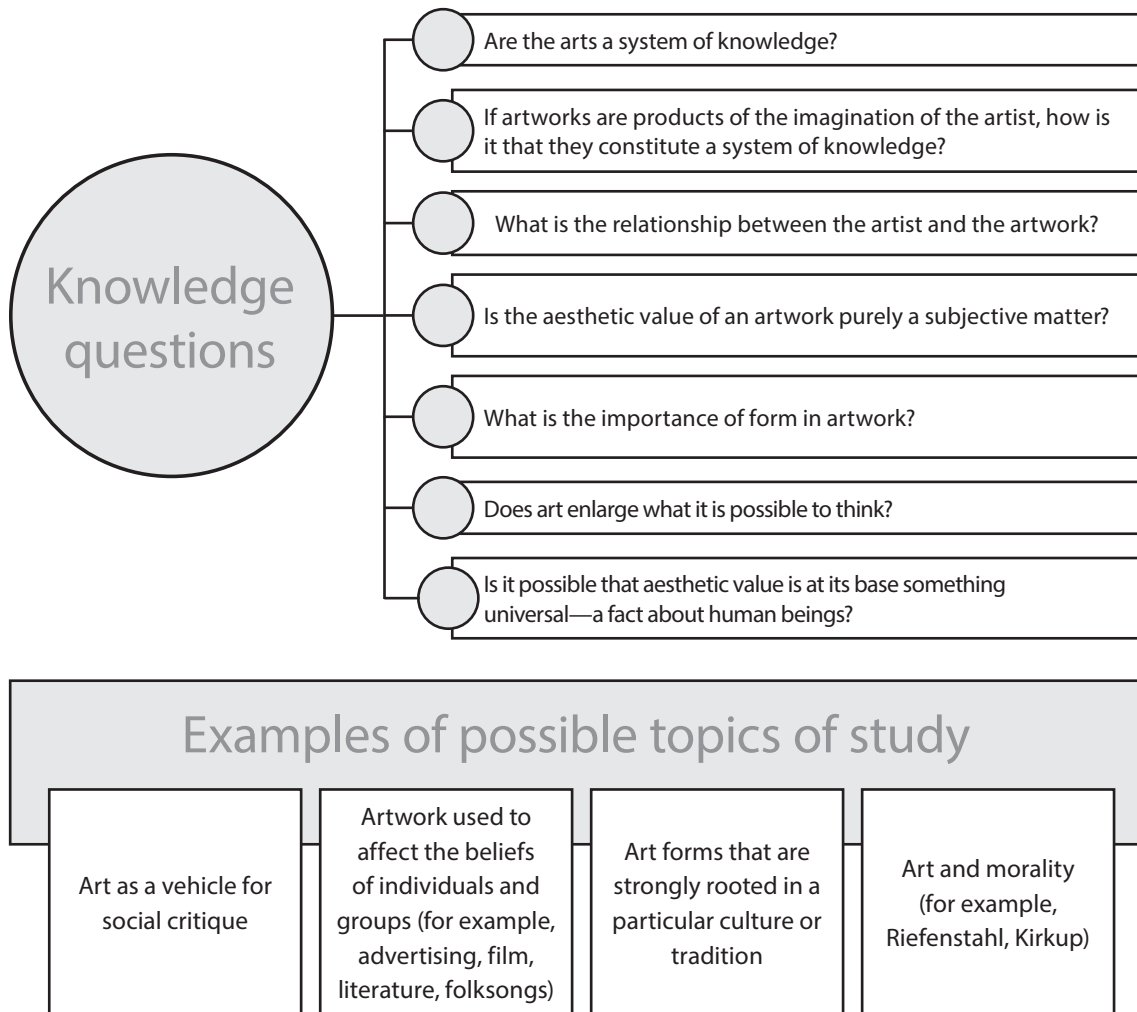 Knowledge
questions
Are the arts a system of knowledge?
If artworks are products of the imagination of the artist, how is
it that they constitute a system of knowledge?
What is the relationship between the artist and the artwork?
Is the aesthetic value of an artwork purely a subjective matter?
What is the importance of form in artwork?
Does art enlarge what it is possible to think?
Is it possible that aesthetic value is at its base something
universal—a fact about human beings?
Examples of possible topics of study
Art as a vehicle for
social critique
Artwork used to
affect the beliefs
of individuals and
groups (for example,
advertising, film,
literature, folksongs)
Art forms that are
strongly rooted in a
particular culture or
tradition
Art and morality
(for example,
Riefenstahl, Kirkup)